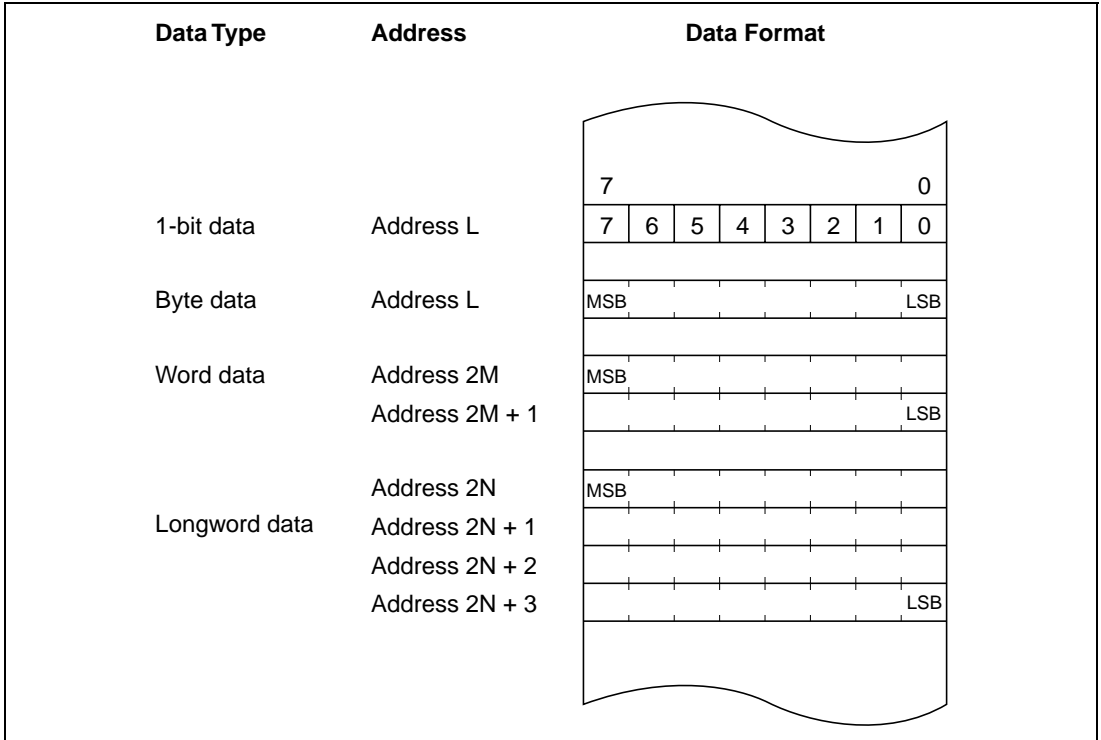 Data Type Address Data Format
7 0
1-bit data Address L 7 6 5 4 3 2 1 0
Byte data Address L MSB LSB
Word data Address 2M MSB
Address 2M + 1 LSB
Address 2N MSB
Longword data Address 2N + 1
Address 2N + 2
Address 2N + 3 LSB